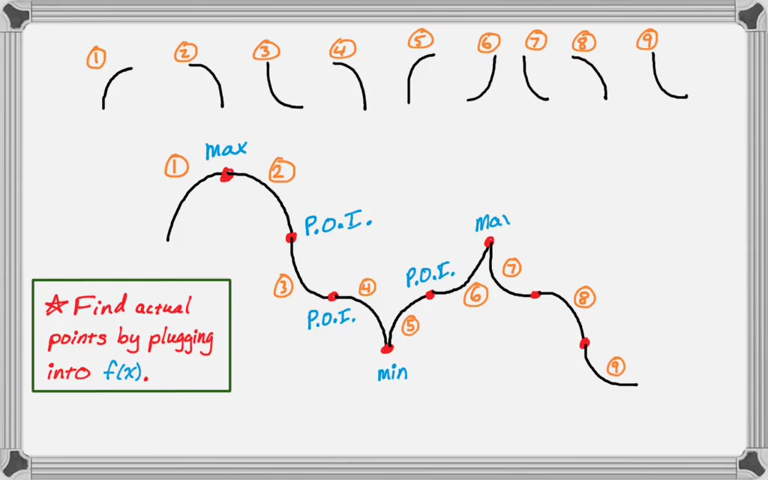 ① ② ③ ④ ⑤ ⑥ ⑦ ⑧ ⑨
max
① ②
P.O.I.
Max
P.O.I.
⑦
③ ④ ⑥ ⑧
☆ Find actual
points by plugging
into f(x).
P.O.I.
⑤
min
⑨